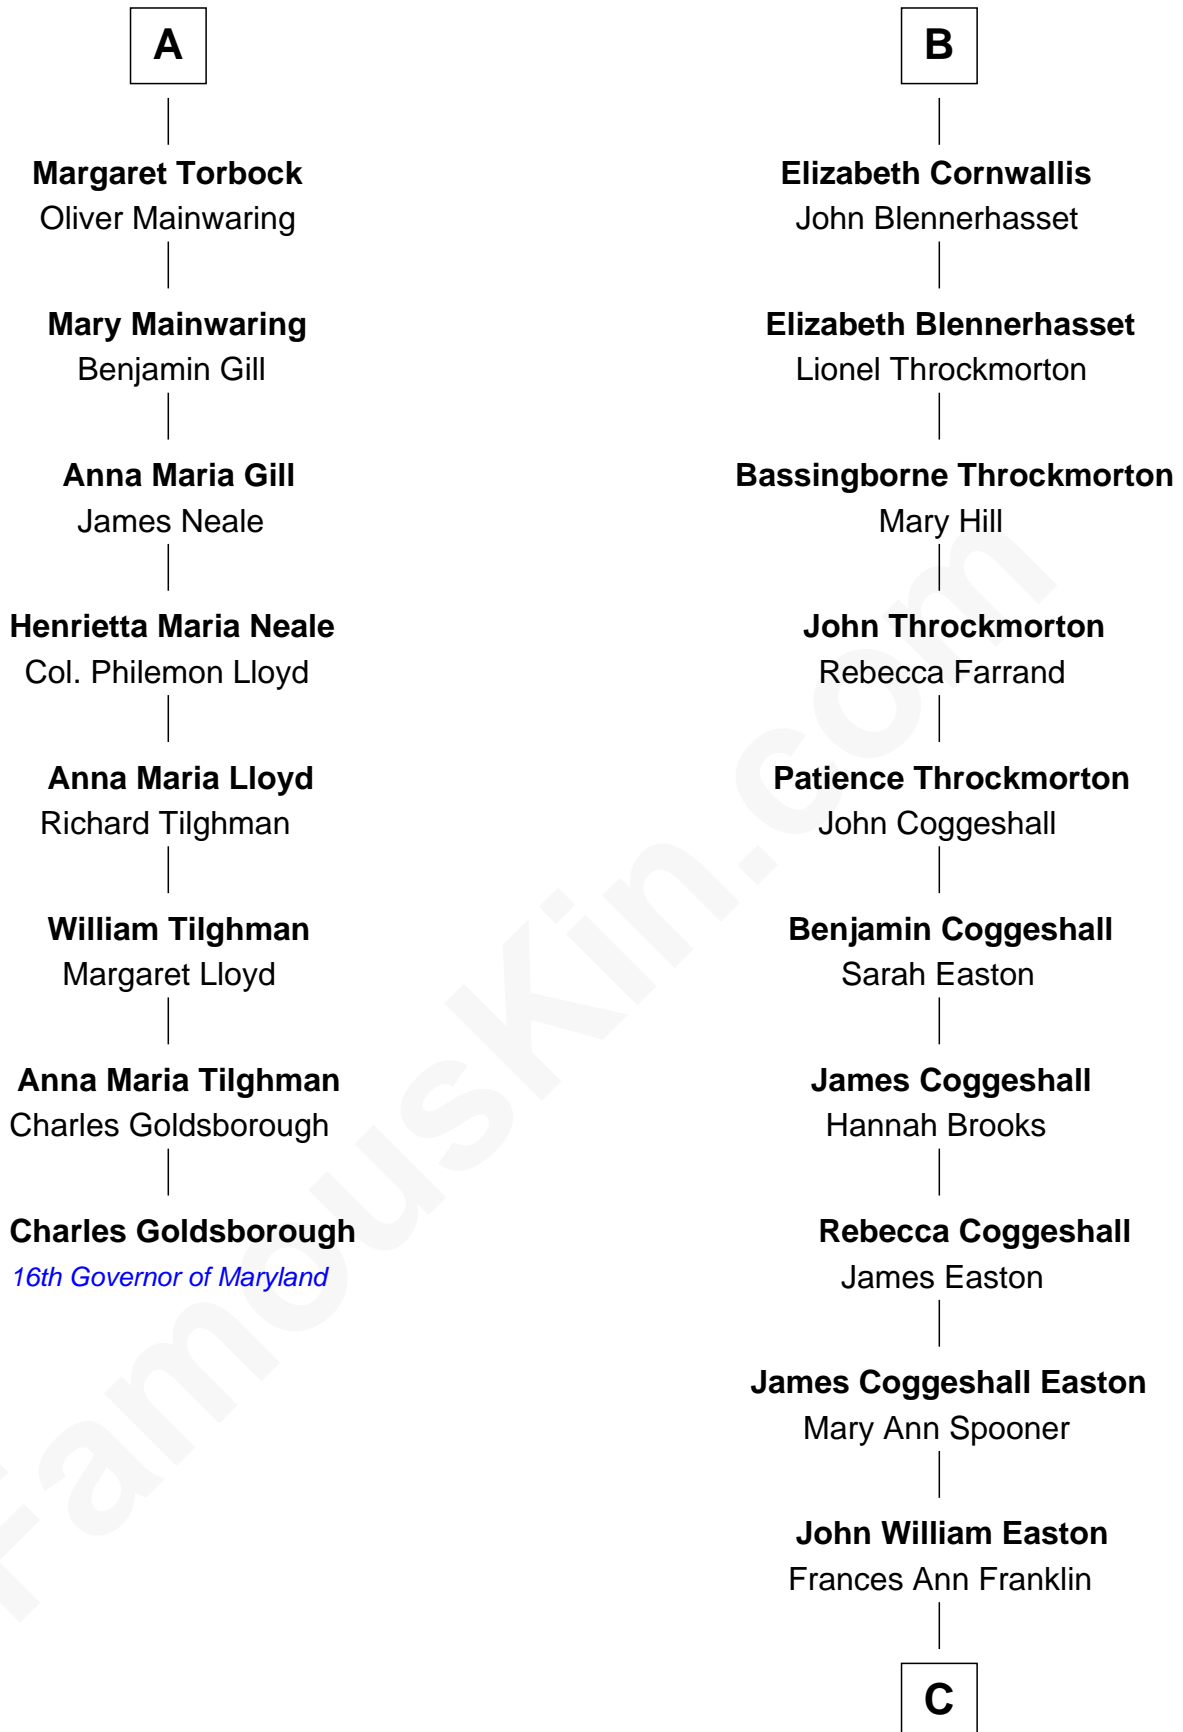 A
Margaret Torbock
Oliver Mainwaring
Mary Mainwaring
Benjamin Gill
Anna Maria Gill
James Neale
Henrietta Maria Neale
Col. Philemon Lloyd
Anna Maria Lloyd
Richard Tilghman
William Tilghman
Margaret Lloyd
Anna Maria Tilghman
Charles Goldsborough
Charles Goldsborough
16th Governor of Maryland
B
Elizabeth Cornwallis
John Blennerhasset
Elizabeth Blennerhasset
Lionel Throckmorton
Bassingborne Throckmorton
Mary Hill
John Throckmorton
Rebecca Farrand
Patience Throckmorton
John Coggeshall
Benjamin Coggeshall
Sarah Easton
James Coggeshall
Hannah Brooks
Rebecca Coggeshall
James Easton
James Coggeshall Easton
Mary Ann Spooner
John William Easton
Frances Ann Franklin
C
FamousKin.com